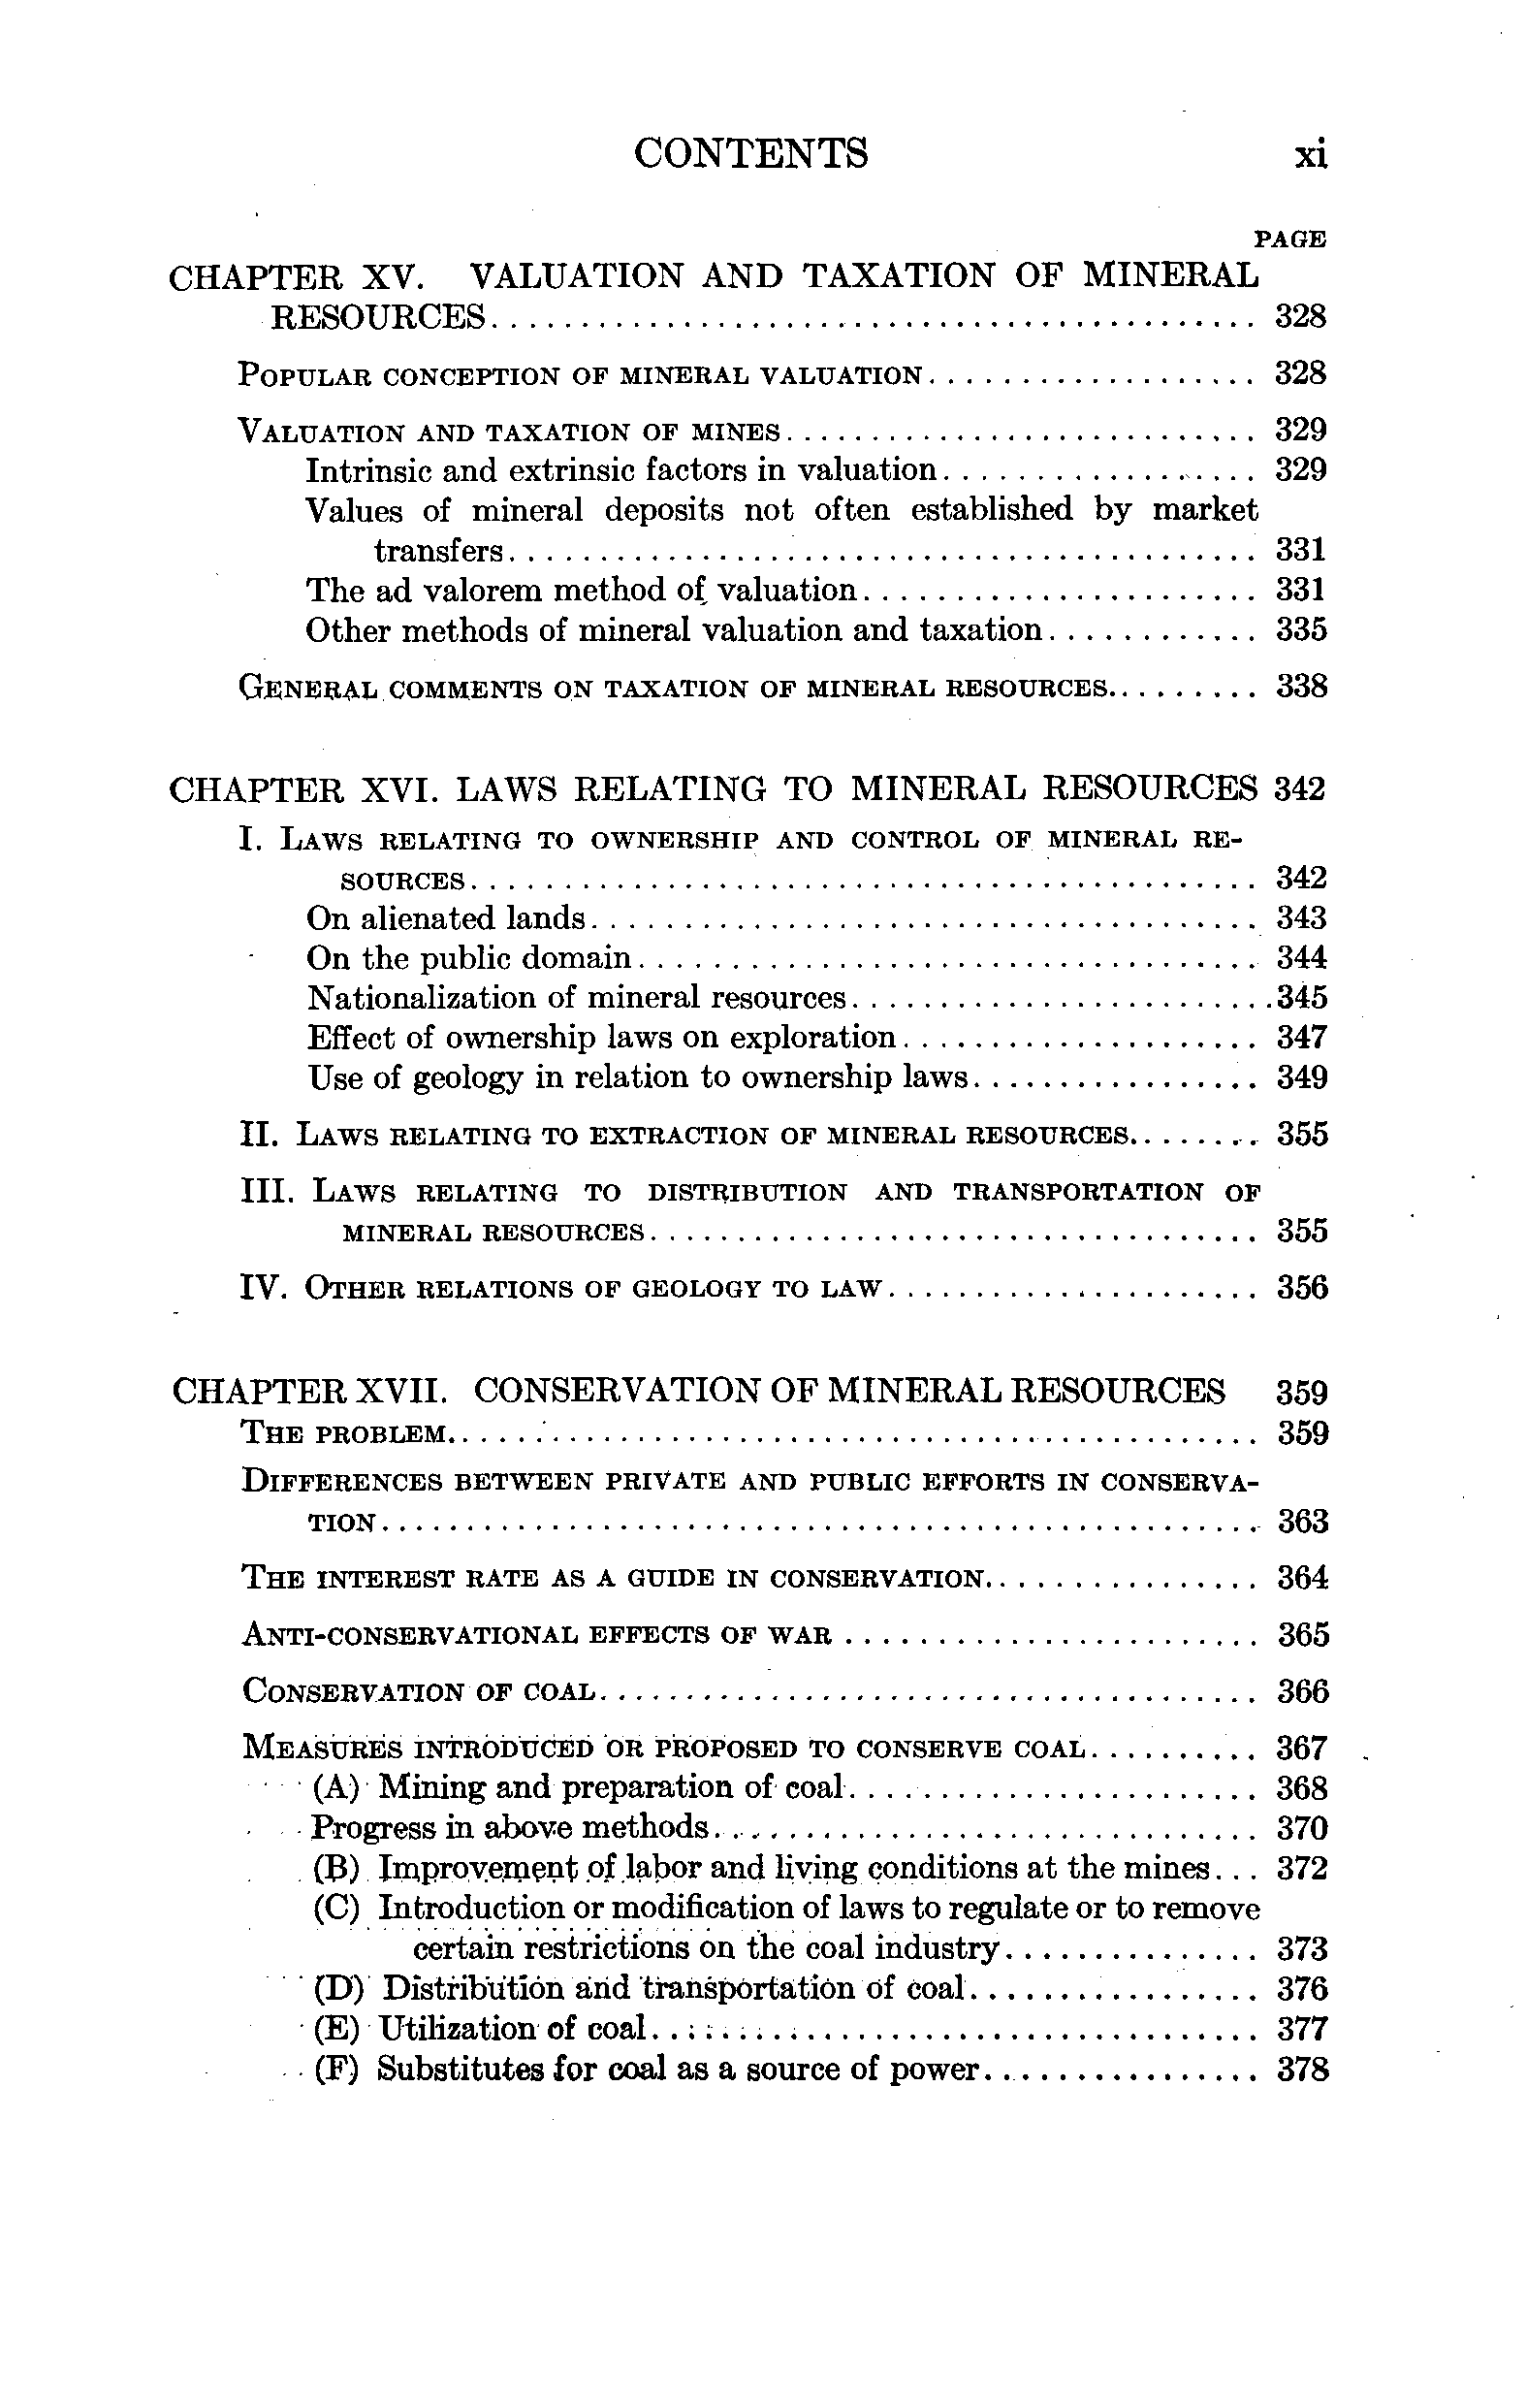 CONTENTS xi
PAGE
CHAPTER XV. VALUATION AND TAXATION OF MINERAL
RESOURCES........................................ 328
POPULAR CONCEPTION OF MINERAL VALUATION.................. 328
VALUATION AND TAXATION OF MINES.......................... 329
Intrinsic and extrinsic factors in valuation................. 329
Values of mineral deposits not often established by market
transfers........................................ 331
The ad valorem method of valuation..................... 331
Other methods of mineral valuation and taxation............ 335
GENERAL COMMENTS ON TAXATION OF MINERAL RESOURCES......... 338
CHAPTER XVI. LAWS RELATING TO MINERAL RESOURCES 342
I. LAWS RELATING TO OWNERSHIP AND CONTROL OF MINERAL RE-
SOURCES........................................... 342
On alienated lands.................................... 343
On the public domain.................................. 344
Nationalization of mineral resources.......................345
Effect of ownership laws on exploration................... 347
Use of geology in relation to ownership laws................ 349
II. LAWS RELATING TO EXTRACTION OF MINERAL RESOURCES........ 355
III. LAWS RELATING TO DISTRIBUTION AND TRANSPORTATION OF
MINERAL RESOURCES................................. 355
IV. OTHER RELATIONS OF GEOLOGY TO LAW.................... 356
CHAPTER XVII. CONSERVATION OF MINERAL RESOURCES 359
THE PROBLEM............................................ 359
DIFFERENCES BETWEEN PRIVATE AND PUBLIC EFFORTS IN CONSERVA-
TION................................................ 363
THE INTEREST RATE AS A GUIDE IN CONSERVATION............... 364
ANTI-CONSERVATIONAL EFFECTS OF WAR ....................... 365
CONSERVATION OF COAL.................................... 366
MEASURES INTRODUCED OR PROPOSED TO CONSERVE COAL.......... 367
(A) Mining and preparation of coal...................... 368
Progress in above methods.............................. 370
(B) Improvement of labor and living conditions at the mines... 372
(C) Introduction or modification of laws to regulate or to remove
certain restrictions on the coal industry.............. 373
(D) Distribution and transportation of coal................ 376
(E) Utilization of coal................................. 377
(F) Substitutes for coal as a source of power............... 378